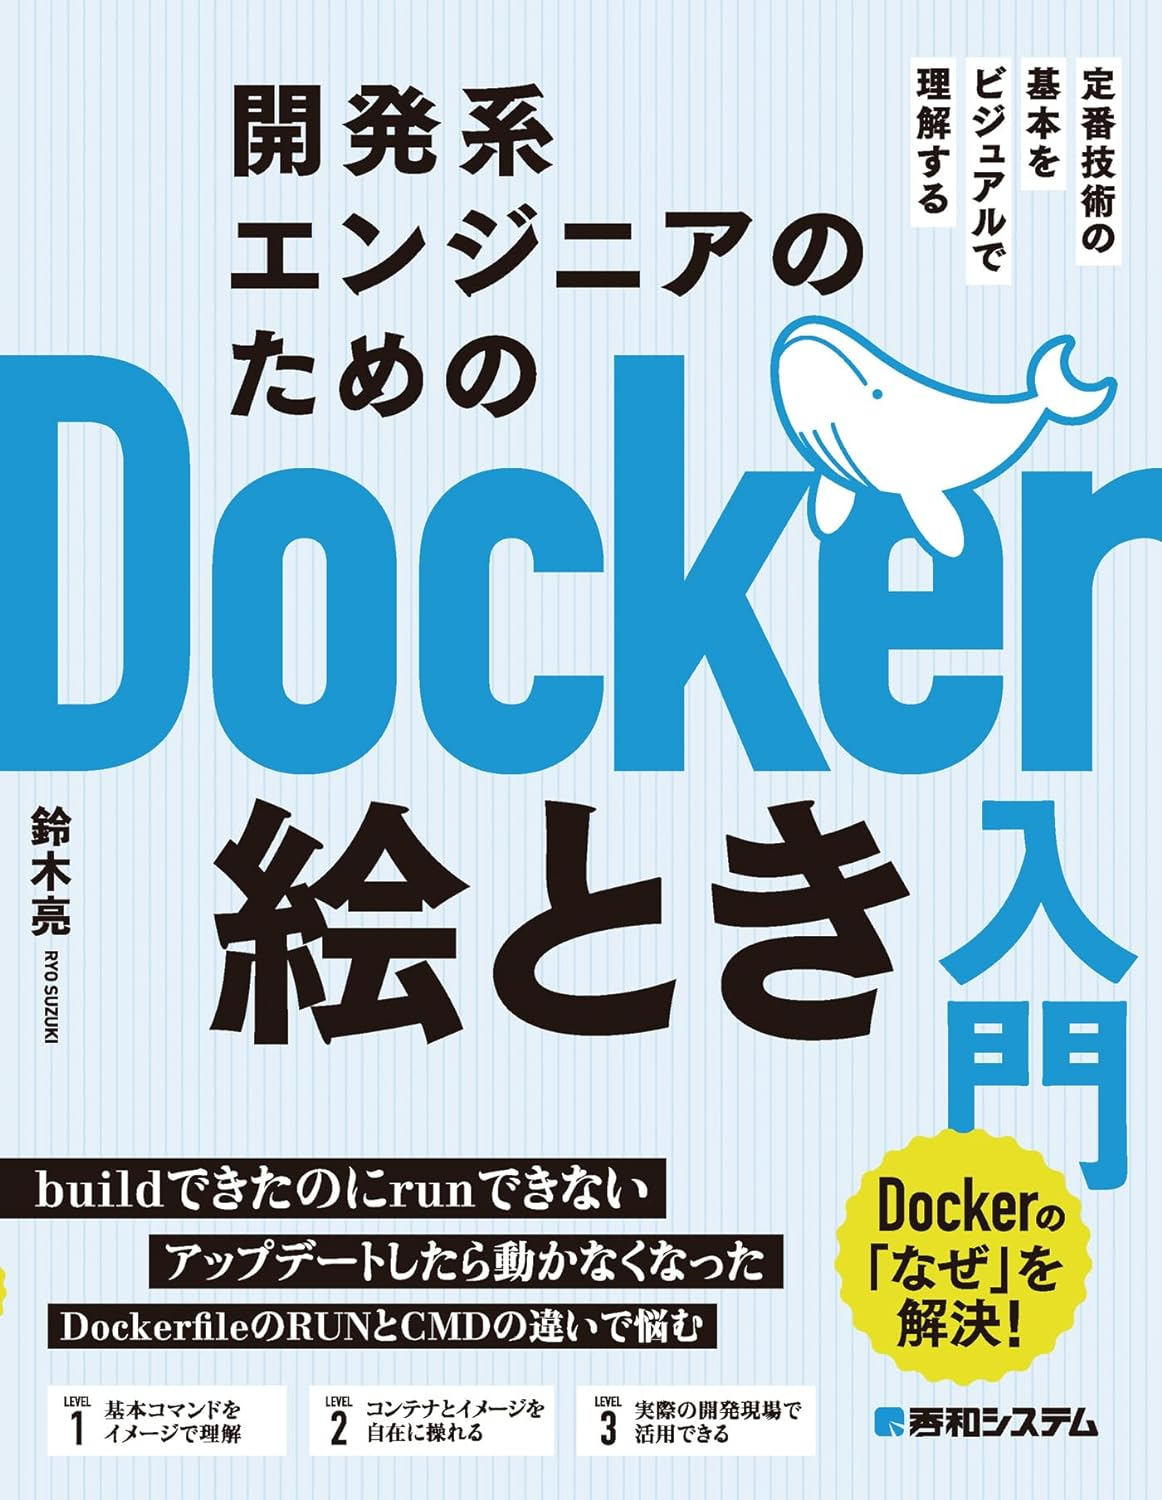 定番技術の
基本を
ビジュアルで
理解する
開発系
エンジニアの
ための
Docker
絵とき
入門
鈴木亮
RYO SUZUKI
buildできたのにrunできない
アップデートしたら動かなくなった
DockerfileのRUNとCMDの違いで悩む
Dockerの
「なぜ」を
解決!
LEVEL
1
基本コマンドを
イメージで理解
LEVEL
2
コンテナとイメージを
自在に操れる
LEVEL
3
実際の開発現場で
活用できる
秀和システム